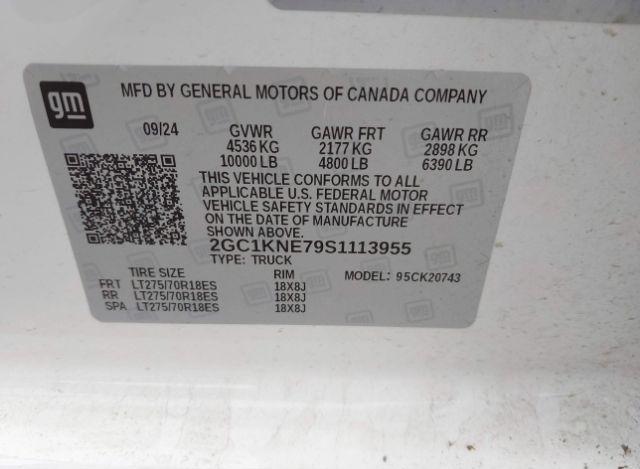 gm
MFD BY GENERAL MOTORS OF CANADA COMPANY
09/24 GVWR GAWR FRT GAWR RR
4536 KG 2177 KG 2898 KG
10000 LB 4800 LB 6390 LB
THIS VEHICLE CONFORMS TO ALL
APPLICABLE U.S. FEDERAL MOTOR
VEHICLE SAFETY STANDARDS IN EFFECT
ON THE DATE OF MANUFACTURE
SHOWN ABOVE.
2GC1KNE79S1113955
TYPE: TRUCK
TIRE SIZE RIM MODEL: 95CK20743
FRT LT275/70R18ES 18X8J
RR LT275/70R18ES 18X8J
SPA LT275/70R18ES 18X8J